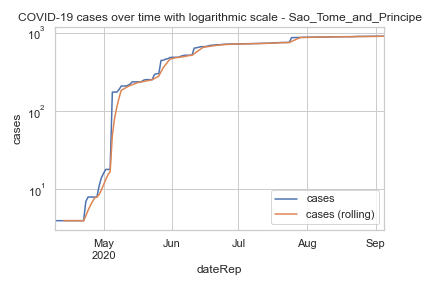 COVID-19 cases over time with logarithmic scale - Sao_Tome_and_Principe
10³
10²
10¹
cases
May
2020
Jun
Jul
Aug
Sep
dateRep
cases
cases (rolling)